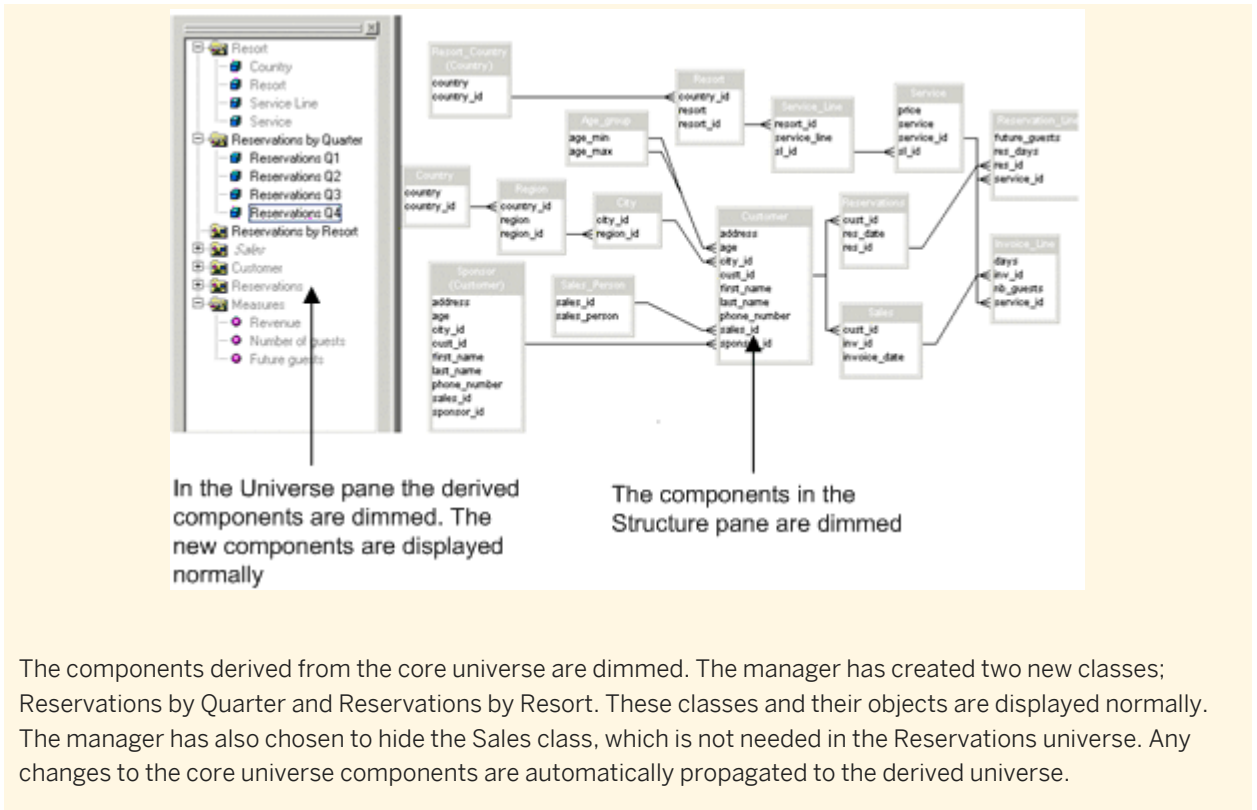 Resort
Country
Resort
Service Line
Service
Reservations by Quarter
Reservations Q1
Reservations Q2
Reservations Q3
Reservations Q4
Reservations by Resort
Sales
Customer
Reservations
Measures
Revenue
Number of guests
Future guests
Resort_Country
(Country)
country
country_id
Age_group
age_min
age_max
Resort
country_id
resort
resort_id
Service_Line
resort_id
service_line
sl_id
Service
price
service
service_id
sl_id
Reservation_Line
future_guests
res_days
res_id
service_id
Country
country
country_id
Region
country_id
region
region_id
City
city_id
region_id
Customer
address
age
city_id
cust_id
first_name
last_name
phone_number
sales_id
sponsor_id
Reservations
cust_id
res_date
res_id
Invoice_Line
days
inv_id
nb_guests
service_id
Sponsor
(Customer)
address
age
city_id
cust_id
first_name
last_name
phone_number
sales_id
sponsor_id
Sales_Person
sales_id
sales_person
Sales
cust_id
inv_id
invoice_date
In the Universe pane the derived
components are dimmed. The
new components are displayed
normally
The components in the
Structure pane are dimmed
The components derived from the core universe are dimmed. The manager has created two new classes;
Reservations by Quarter and Reservations by Resort. These classes and their objects are displayed normally.
The manager has also chosen to hide the Sales class, which is not needed in the Reservations universe. Any
changes to the core universe components are automatically propagated to the derived universe.